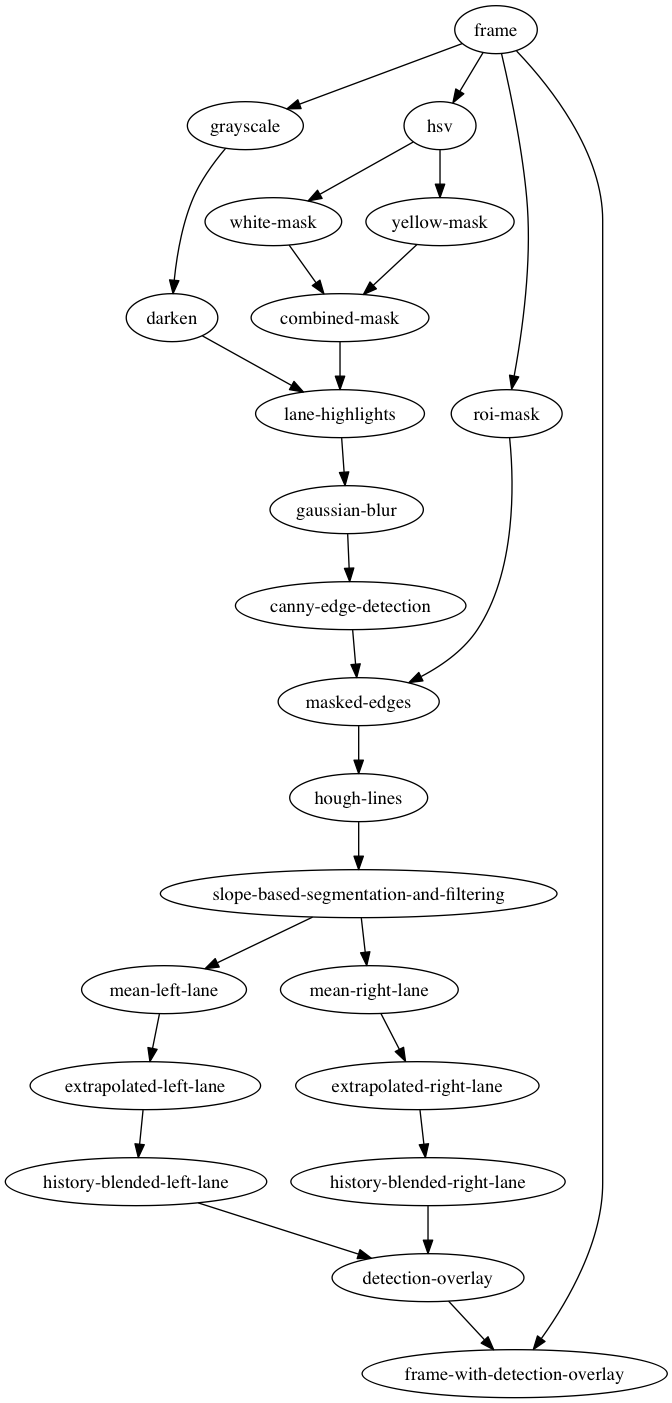 frame
grayscale
hsv
white-mask
yellow-mask
darken
combined-mask
lane-highlights
roi-mask
gaussian-blur
canny-edge-detection
masked-edges
hough-lines
slope-based-segmentation-and-filtering
mean-left-lane
mean-right-lane
extrapolated-left-lane
extrapolated-right-lane
history-blended-left-lane
history-blended-right-lane
detection-overlay
frame-with-detection-overlay